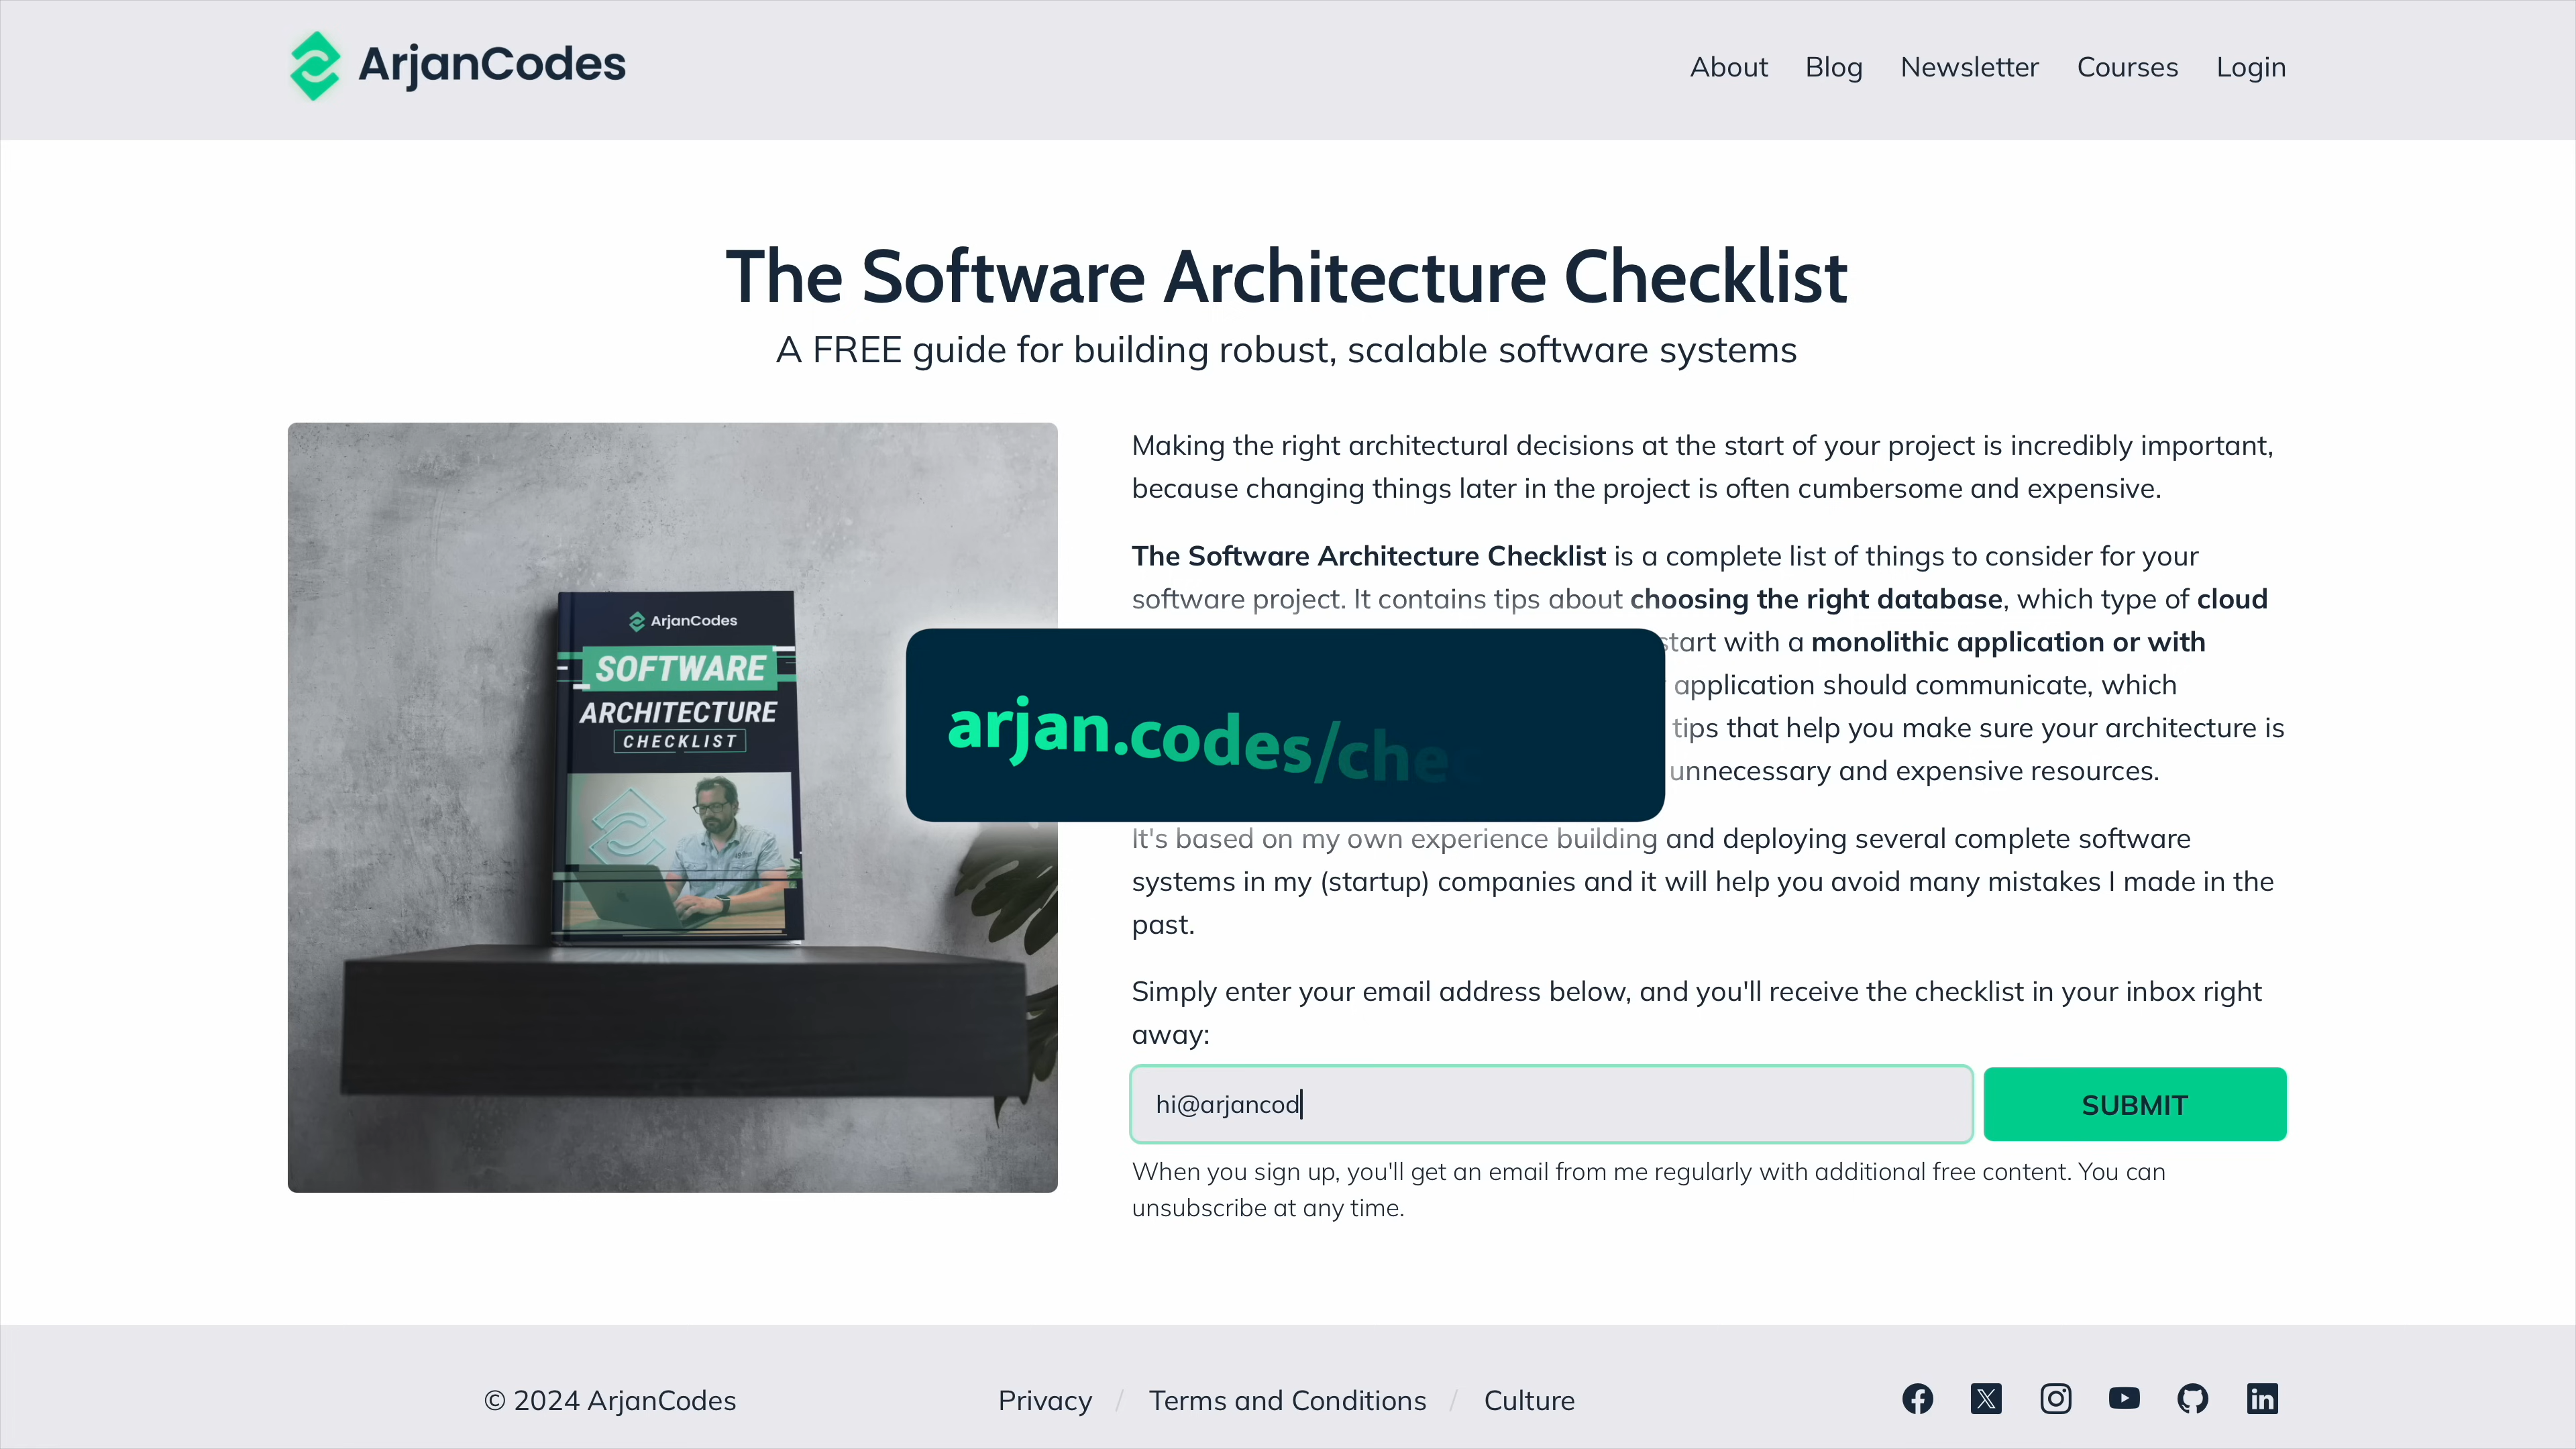 ArjanCodes
About Blog Newsletter Courses Login
The Software Architecture Checklist
A FREE guide for building robust, scalable software systems
ArjanCodes
SOFTWARE
ARCHITECTURE
CHECKLIST
Making the right architectural decisions at the start of your project is incredibly important,
because changing things later in the project is often cumbersome and expensive.
The Software Architecture Checklist is a complete list of things to consider for your
software project. It contains tips about choosing the right database, which type of cloud
start with a monolithic application or with
application should communicate, which
tips that help you make sure your architecture is
unnecessary and expensive resources.
arjan.codes/chec
It's based on my own experience building and deploying several complete software
systems in my (startup) companies and it will help you avoid many mistakes I made in the
past.
Simply enter your email address below, and you'll receive the checklist in your inbox right
away:
hi@arjancod
SUBMIT
When you sign up, you'll get an email from me regularly with additional free content. You can
unsubscribe at any time.
© 2024 ArjanCodes
Privacy / Terms and Conditions / Culture